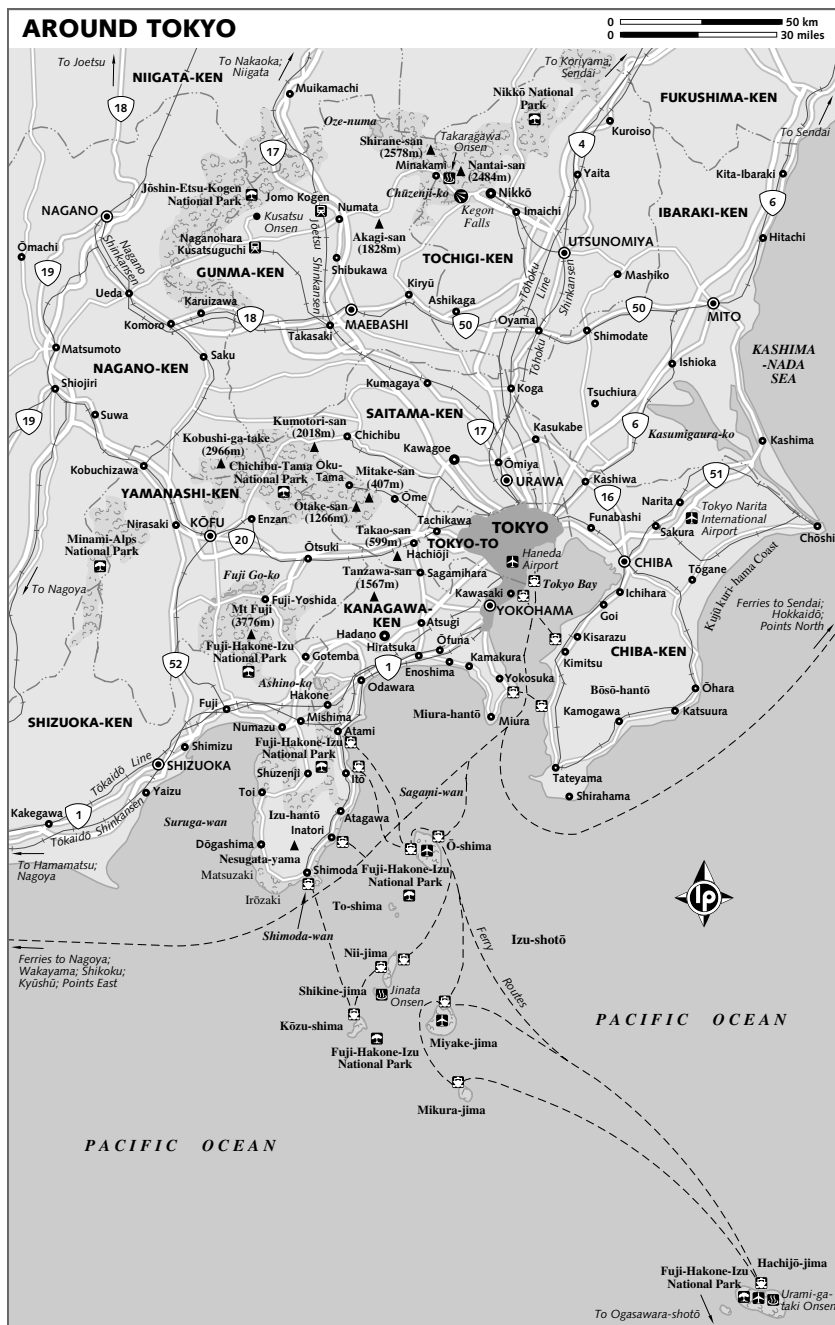 AROUND TOKYO
0 50 km
0 30 miles
To Joetsu
To Nakaoka;
Niigata
To Koriyama,
Sendai
NIIGATA-KEN
Nikkō National
Park
FUKUSHIMA-KEN
Muikamachi
18
Oze-numa
To Sendai
Takaragawa
Onsen
Shirane-san
(2578m)
Kuroiso
4
17
Minakami
Nantai-san
(2484m)
Yaita
Kita-Ibaraki
Jōshin-Etsu-Kogen
National Park
Jomo Kogen
Chūzenji-ko
Nikkō
6
NAGANO
Kusatsu
Onsen
Numata
Kegon
Falls
Imaichi
IBARAKI-KEN
Akagi-san
(1828m)
Hitachi
Ōmachi
Nagano
Shinkansen
Naganohara
Kusatsuguchi
Jōetsu Shinkansen
UTSUNOMIYA
19
GUNMA-KEN
Shibukawa
TOCHIGI-KEN
Tōhoku
Line
Shinkansen
Mashiko
Ueda
Kiryū
Ashikaga
Karuizawa
18
MAEBASHI
50
50
MITO
Komoro
Takasaki
Oyama
Tōhoku
Shimodate
Matsumoto
Saku
KASHIMA
-NADA
SEA
NAGANO-KEN
Ishioka
Shiojiri
Kumagaya
Koga
Tsuchiura
SAITAMA-KEN
19
Suwa
Kumotori-san
(2018m)
17
Kasukabe
6
Kasumigaura-ko
Kobushi-ga-take
(2966m)
Chichibu
Kashima
Kobuchizawa
Chichibu-Tama
National Park
Ōku-
Tama
Mitake-san
(407m)
Kawagoe
Ōmiya
URAWA
Kashiwa
51
YAMANASHI-KEN
Ōtake-san
(1266m)
Ōme
16
Narita
Tokyo Narita
International
Airport
Nirasaki
KŌFU
Enzan
Tachikawa
TOKYO
Funabashi
Sakura
Chōshi
Takao-san
(599m)
TOKYO-TO
Minami-Alps
National Park
20
Ōtsuki
Hachiōji
Haneda
Airport
CHIBA
Tōgane
Tanzawa-san
(1567m)
Sagamihara
Tokyo Bay
Kujū kuri-hama Coast
To Nagoya
Fuji Go-ko
Kawasaki
Ichihara
Fuji-Yoshida
KANAGAWA-
KEN
YOKOHAMA
Goi
Ferries to Sendai;
Hokkaidō;
Points North
Mt Fuji
(3776m)
Atsugi
Hadano
Ōfuna
Kisarazu
Fuji-Hakone-Izu
National Park
Hiratsuka
Kimitsu
CHIBA-KEN
52
Gotemba
1
Enoshima
Kamakura
Ashino-ko
Odawara
Yokosuka
Hakone
Bōsō-hantō
Ōhara
Fuji
Miura-hantō
Miura
Kamogawa
Katsuura
SHIZUOKA-KEN
Numazu
Mishima
Atami
Shimizu
Fuji-Hakone-Izu
National Park
Tōkaidō Line
SHIZUOKA
Shuzenji
Itō
Tateyama
Sagami-wan
Yaizu
Toi
Shirahama
Kakegawa
1
Tōkaidō Shinkansen
Suruga-wan
Izu-hantō
Atagawa
Inatori
Dōgashima
Ō-shima
To Hamamatsu;
Nagoya
Nesugata-yama
Matsuzaki
Shimoda
Fuji-Hakone-Izu
National Park
Irōzaki
To-shima
Shimoda-wan
Ferry
Routes
Izu-shotō
Ferries to Nagoya;
Wakayama; Shikoku;
Kyūshū; Points East
Nii-jima
Shikine-jima
Jinata
Onsen
Kōzu-shima
Miyake-jima
PACIFIC OCEAN
Fuji-Hakone-Izu
National Park
Mikura-jima
PACIFIC OCEAN
Hachijō-jima
Fuji-Hakone-Izu
National Park
Urami-ga-
taki Onsen
To Ogasawara-shotō
lp